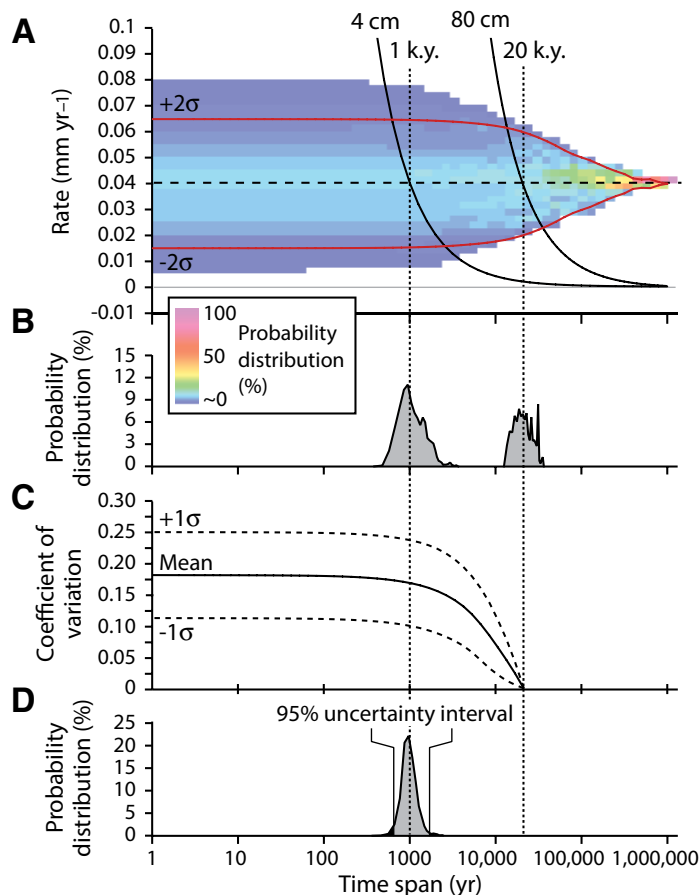 A
4 cm
80 cm
1 k.y.
20 k.y.
0.1
0.09
0.08
0.07
0.06
0.05
0.04
0.03
0.02
0.01
0
-0.01
Rate (mm yr−1)
+2σ
-2σ
100
50
~0
Probability
distribution
(%)
B
Probability
distribution (%)
15
12
9
6
3
0
C
Coefficient of
variation
0.30
0.25
0.20
0.15
0.10
0.05
0
+1σ
Mean
-1σ
D
Probability
distribution (%)
25
20
15
10
5
0
95% uncertainty interval
1
10
100
1000
10,000
100,000
1,000,000
Time span (yr)